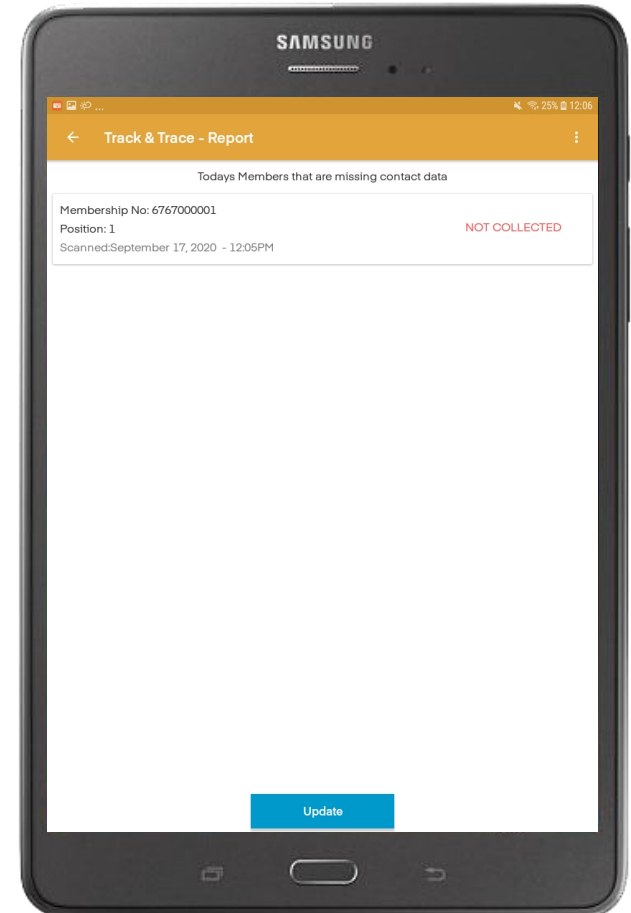 SAMSUNG
... 25% 12:06
Track & Trace - Report
Todays Members that are missing contact data
Membership No: 6767000001
Position: 1
NOT COLLECTED
Scanned:September 17, 2020 - 12:05PM
Update